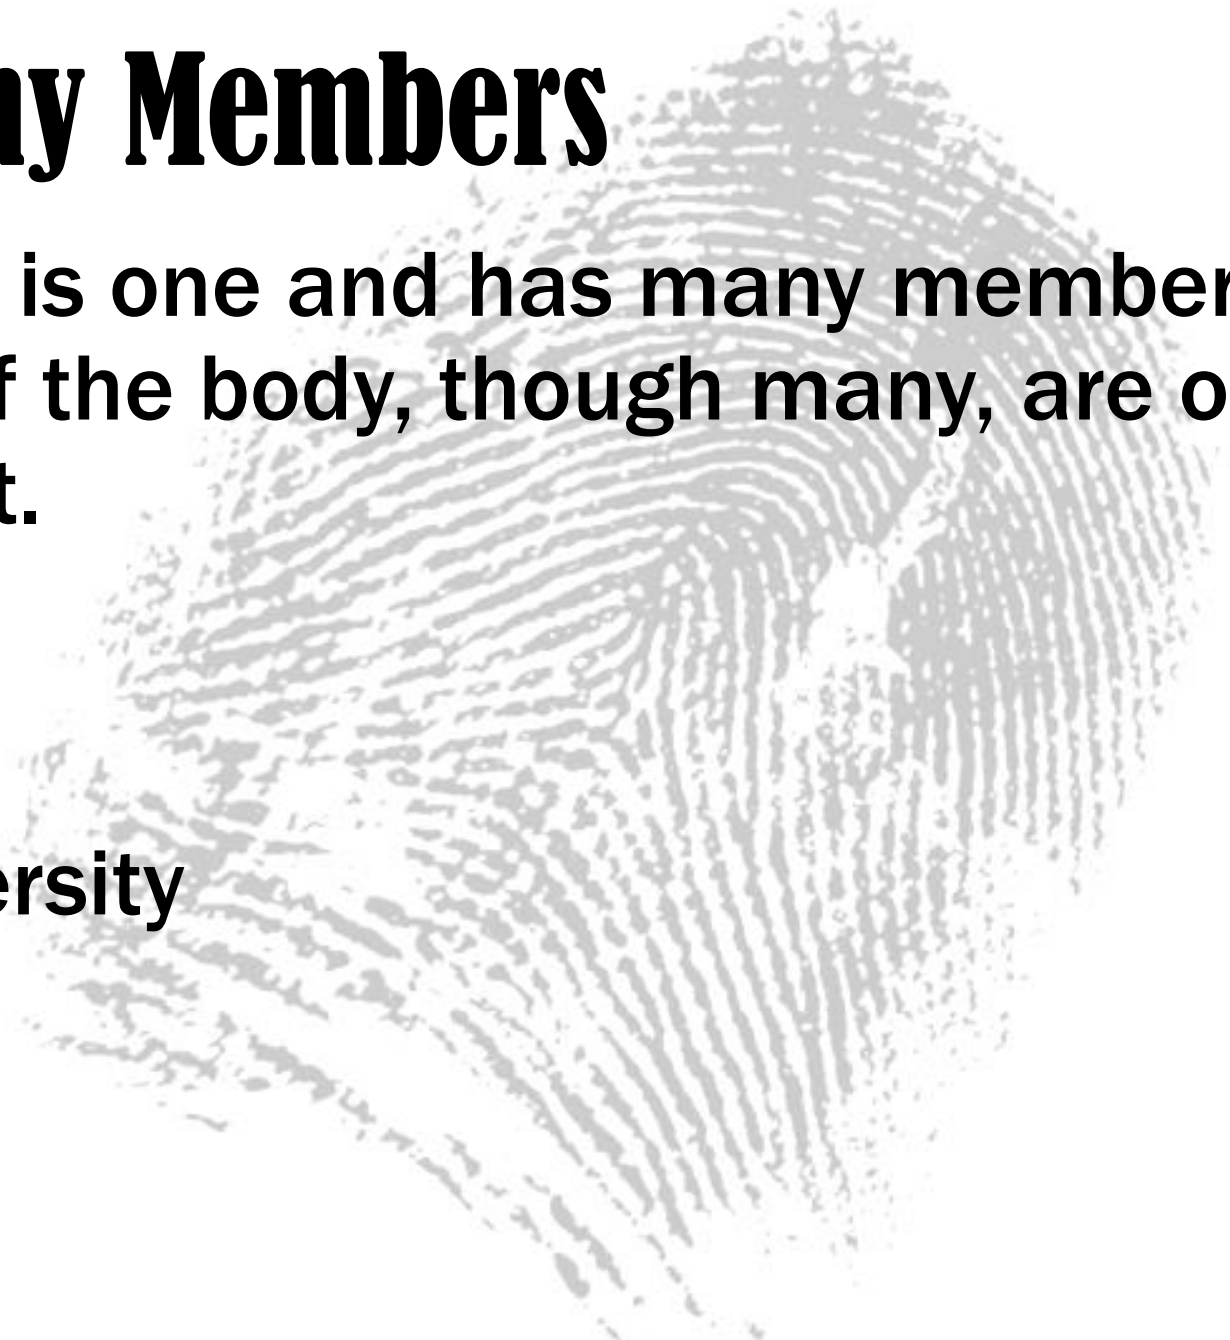 ny Members
is one and has many member
f the body, though many, are o
t.
ersity